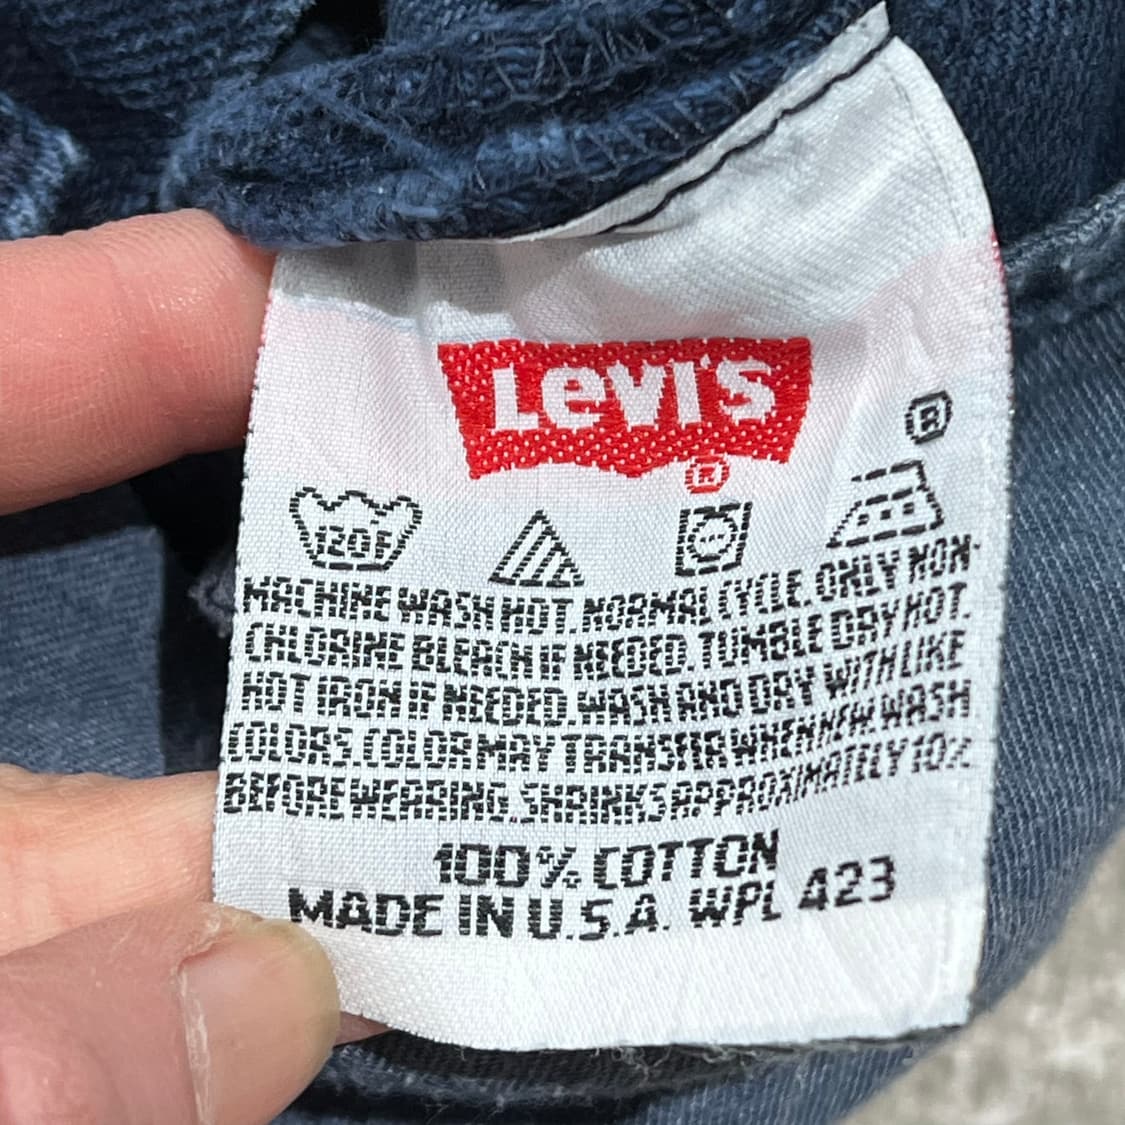 Levi's
®
®
120F
MACHINE WASH HOT. NORMAL CYCLE. ONLY NON-
CHLORINE BLEACH IF NEEDED. TUMBLE DRY HOT.
HOT IRON IF NEEDED. WASH AND DRY WITH LIKE
COLORS. COLOR MAY TRANSFER WHEN NEW WASH
BEFORE WEARING. SHRINKS APPROXIMATELY 10%
100% COTTON
MADE IN U.S.A. WPL 423